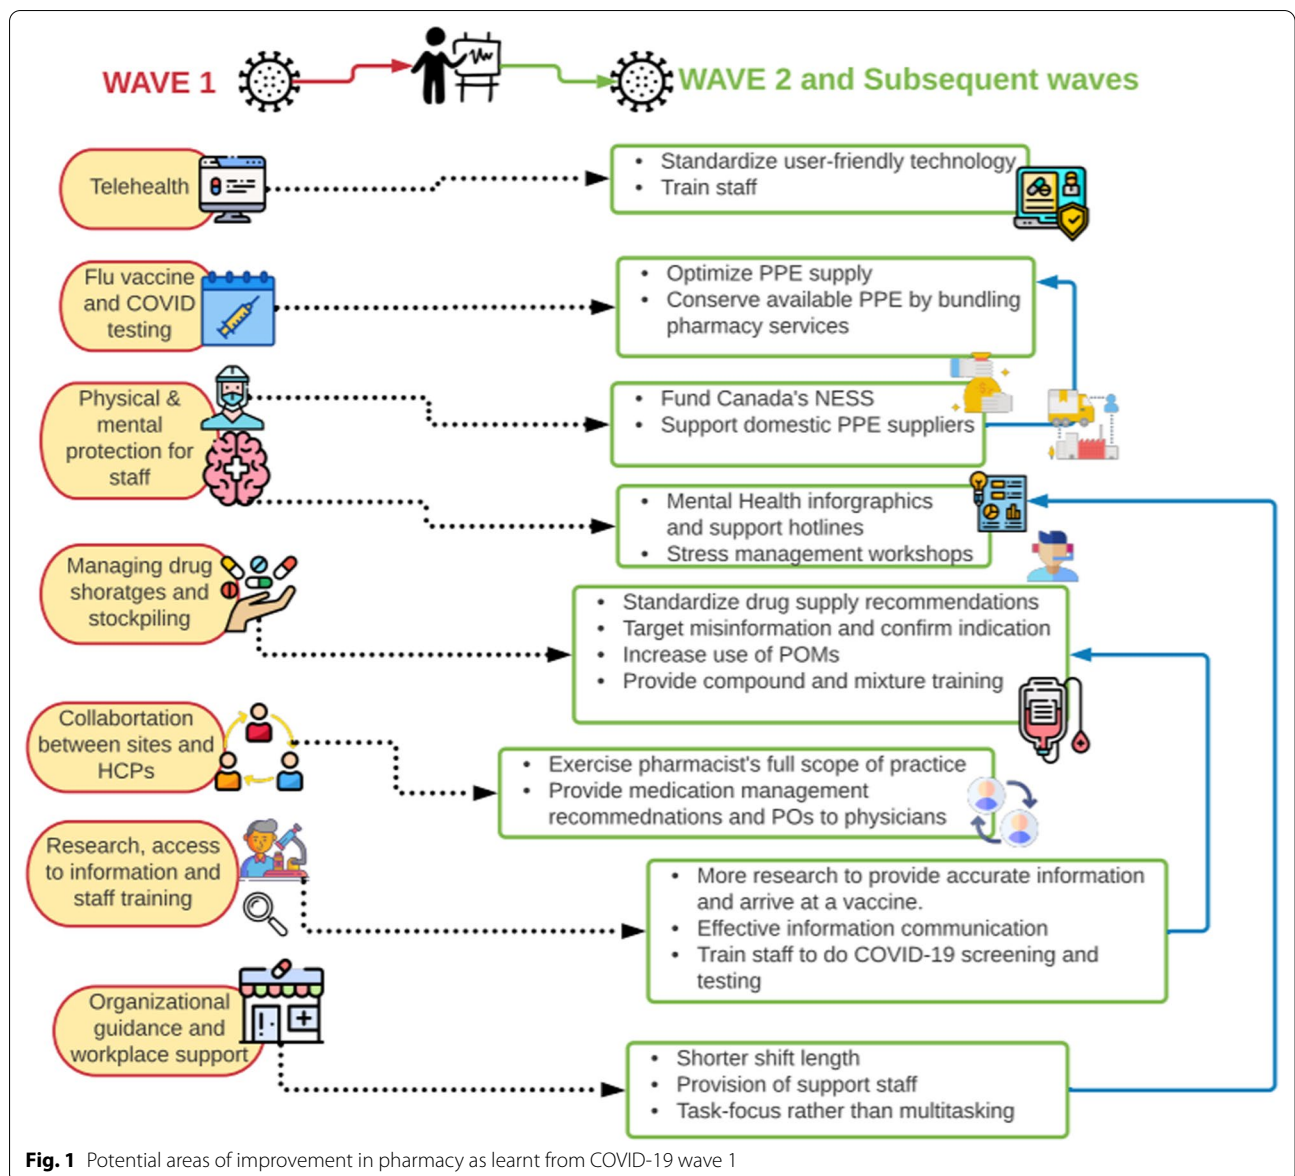 WAVE 1
WAVE 2 and Subsequent waves
Telehealth
• Standardize user-friendly technology
• Train staff
Flu vaccine
and COVID
testing
• Optimize PPE supply
• Conserve available PPE by bundling
pharmacy services
Physical &
mental
protection for
staff
• Fund Canada's NESS
• Support domestic PPE suppliers
• Mental Health inforgraphics
and support hotlines
• Stress management workshops
Managing drug
shoratges and
stockpiling
• Standardize drug supply recommendations
• Target misinformation and confirm indication
• Increase use of POMs
• Provide compound and mixture training
Collabortation
between sites and
HCPs
• Exercise pharmacist's full scope of practice
• Provide medication management
recommednations and POs to physicians
Research, access
to information and
staff training
• More research to provide accurate information
and arrive at a vaccine.
• Effective information communication
• Train staff to do COVID-19 screening and
testing
Organizational
guidance and
workplace support
• Shorter shift length
• Provision of support staff
• Task-focus rather than multitasking
Fig. 1 Potential areas of improvement in pharmacy as learnt from COVID-19 wave 1